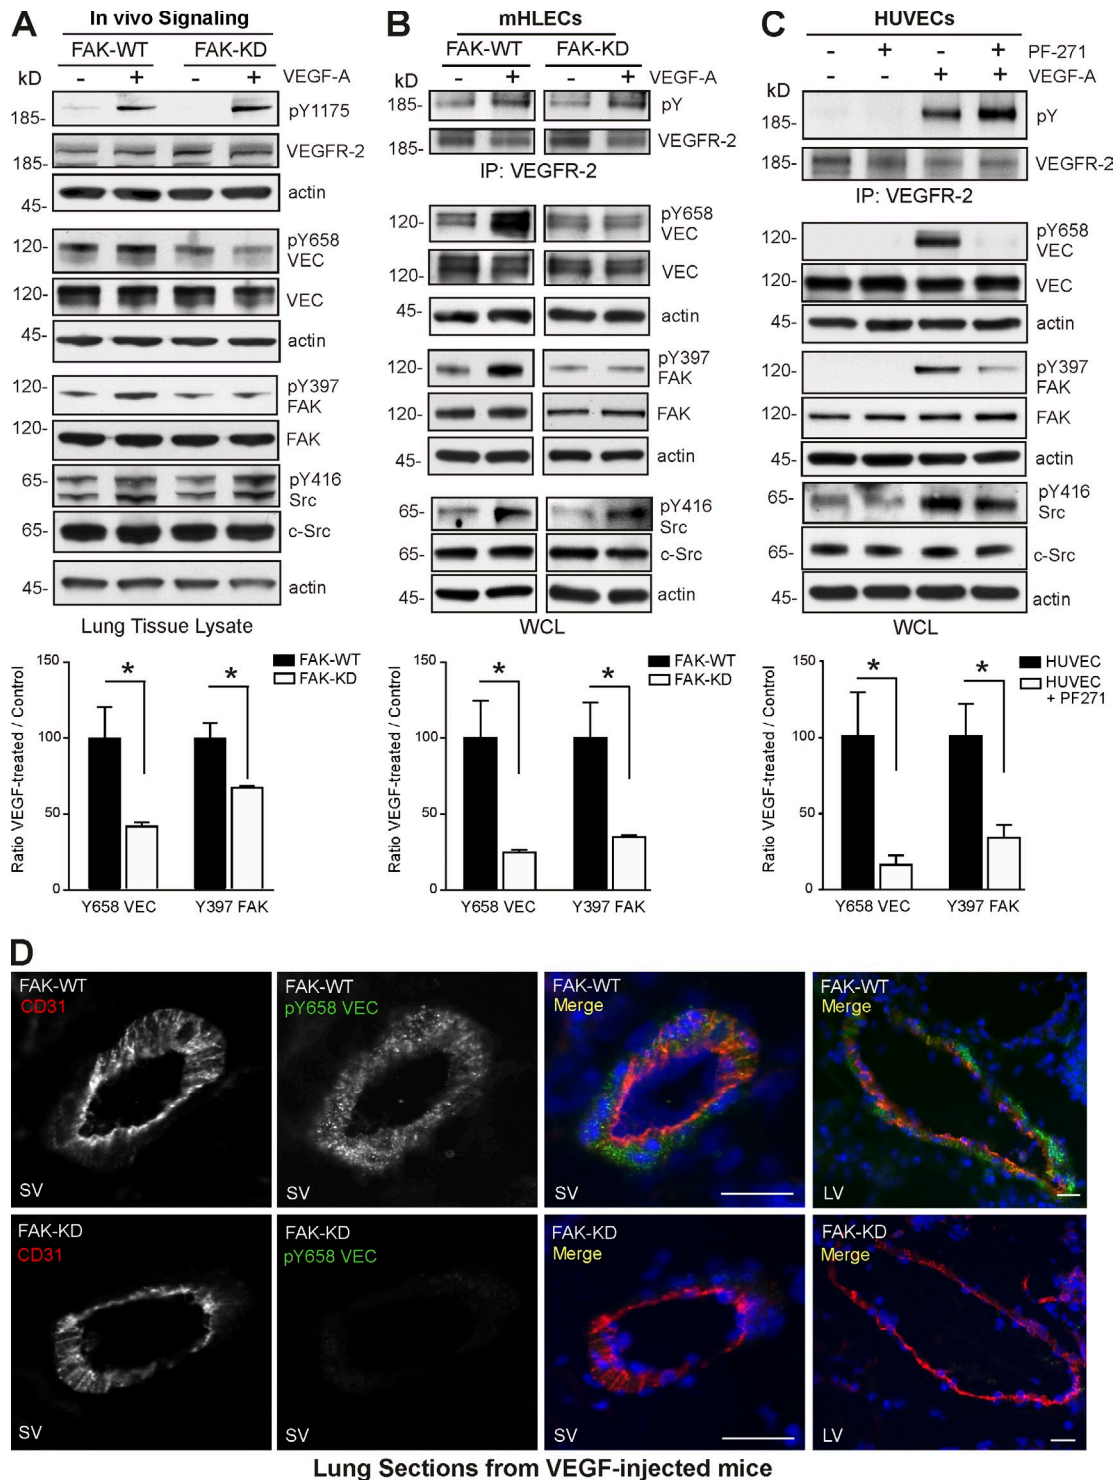 A
In vivo Signaling
FAK-WT FAK-KD
kD - + - + VEGF-A
185- pY1175
185- VEGFR-2
45- actin
120- pY658
VEC
120- VEC
45- actin
120- pY397
FAK
120- FAK
65- pY416
Src
65- c-Src
45- actin
Lung Tissue Lysate
150
100
50
0
Ratio VEGF-treated / Control
* *
FAK-WT
FAK-KD
Y658 VEC Y397 FAK
B
mHLECs
FAK-WT FAK-KD
kD - + - + VEGF-A
185- pY
185- VEGFR-2
IP: VEGFR-2
120- pY658
VEC
120- VEC
45- actin
120- pY397
FAK
120- FAK
45- actin
65- pY416
Src
65- c-Src
45- actin
WCL
150
100
50
0
Ratio VEGF-treated / Control
* *
FAK-WT
FAK-KD
Y658 VEC Y397 FAK
C
HUVECs
- + - + PF-271
- - + + VEGF-A
kD
185- pY
185- VEGFR-2
IP: VEGFR-2
120- pY658
VEC
120- VEC
45- actin
120- pY397
FAK
120- FAK
45- actin
65- pY416
Src
65- c-Src
45- actin
WCL
150
100
50
0
Ratio VEGF-treated / Control
* *
HUVEC
HUVEC
+ PF271
Y658 VEC Y397 FAK
D
FAK-WT
CD31
SV
FAK-WT
pY658 VEC
SV
FAK-WT
Merge
SV
FAK-WT
Merge
LV
FAK-KD
CD31
SV
FAK-KD
pY658 VEC
SV
FAK-KD
Merge
SV
FAK-KD
Merge
LV
Lung Sections from VEGF-injected mice